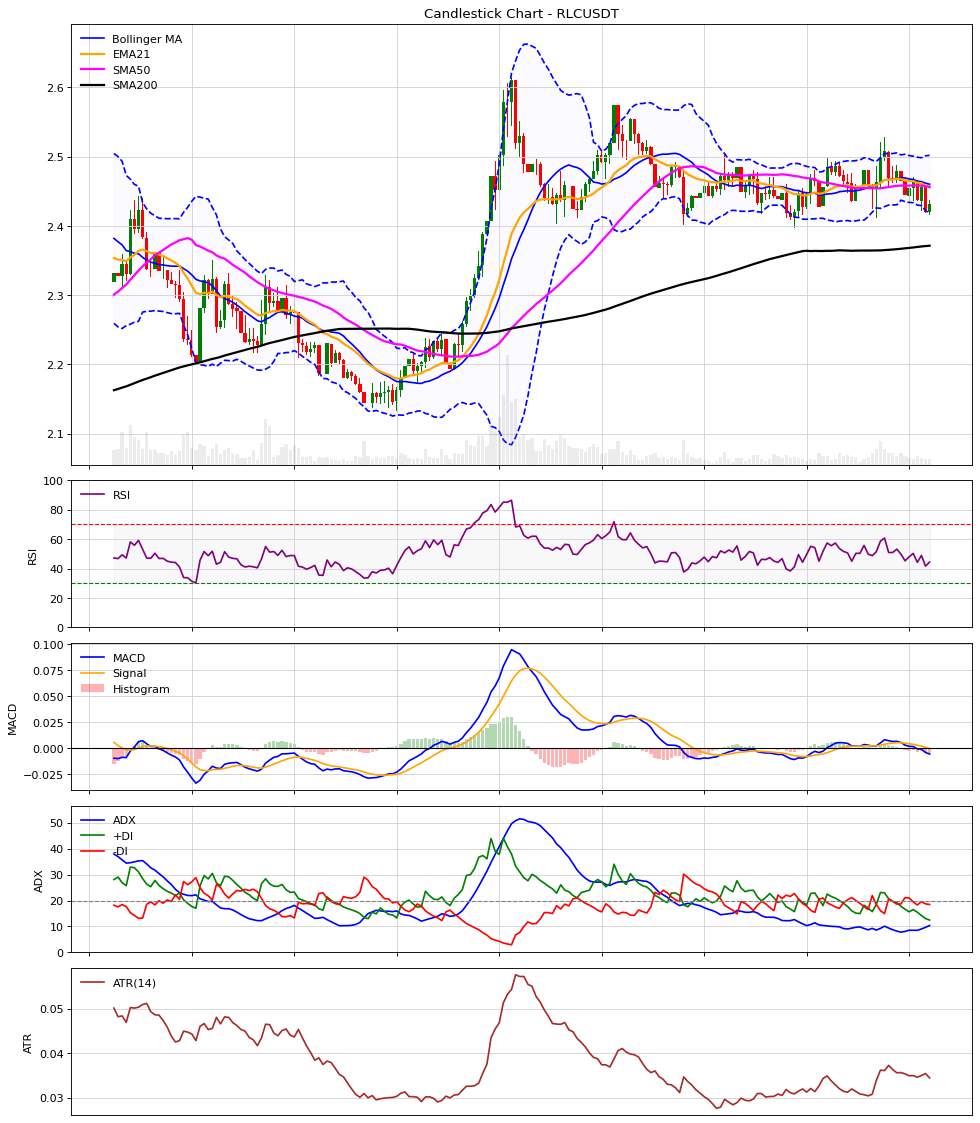 Candlestick Chart - RLCUSDT
Bollinger MA
EMA21
SMA50
SMA200
2.6
2.5
2.4
2.3
2.2
2.1
RSI
RSI
100
80
60
40
20
0
MACD
Signal
Histogram
MACD
0.100
0.075
0.050
0.025
0.000
−0.025
ADX
+DI
-DI
ADX
50
40
30
20
10
0
ATR(14)
ATR
0.05
0.04
0.03